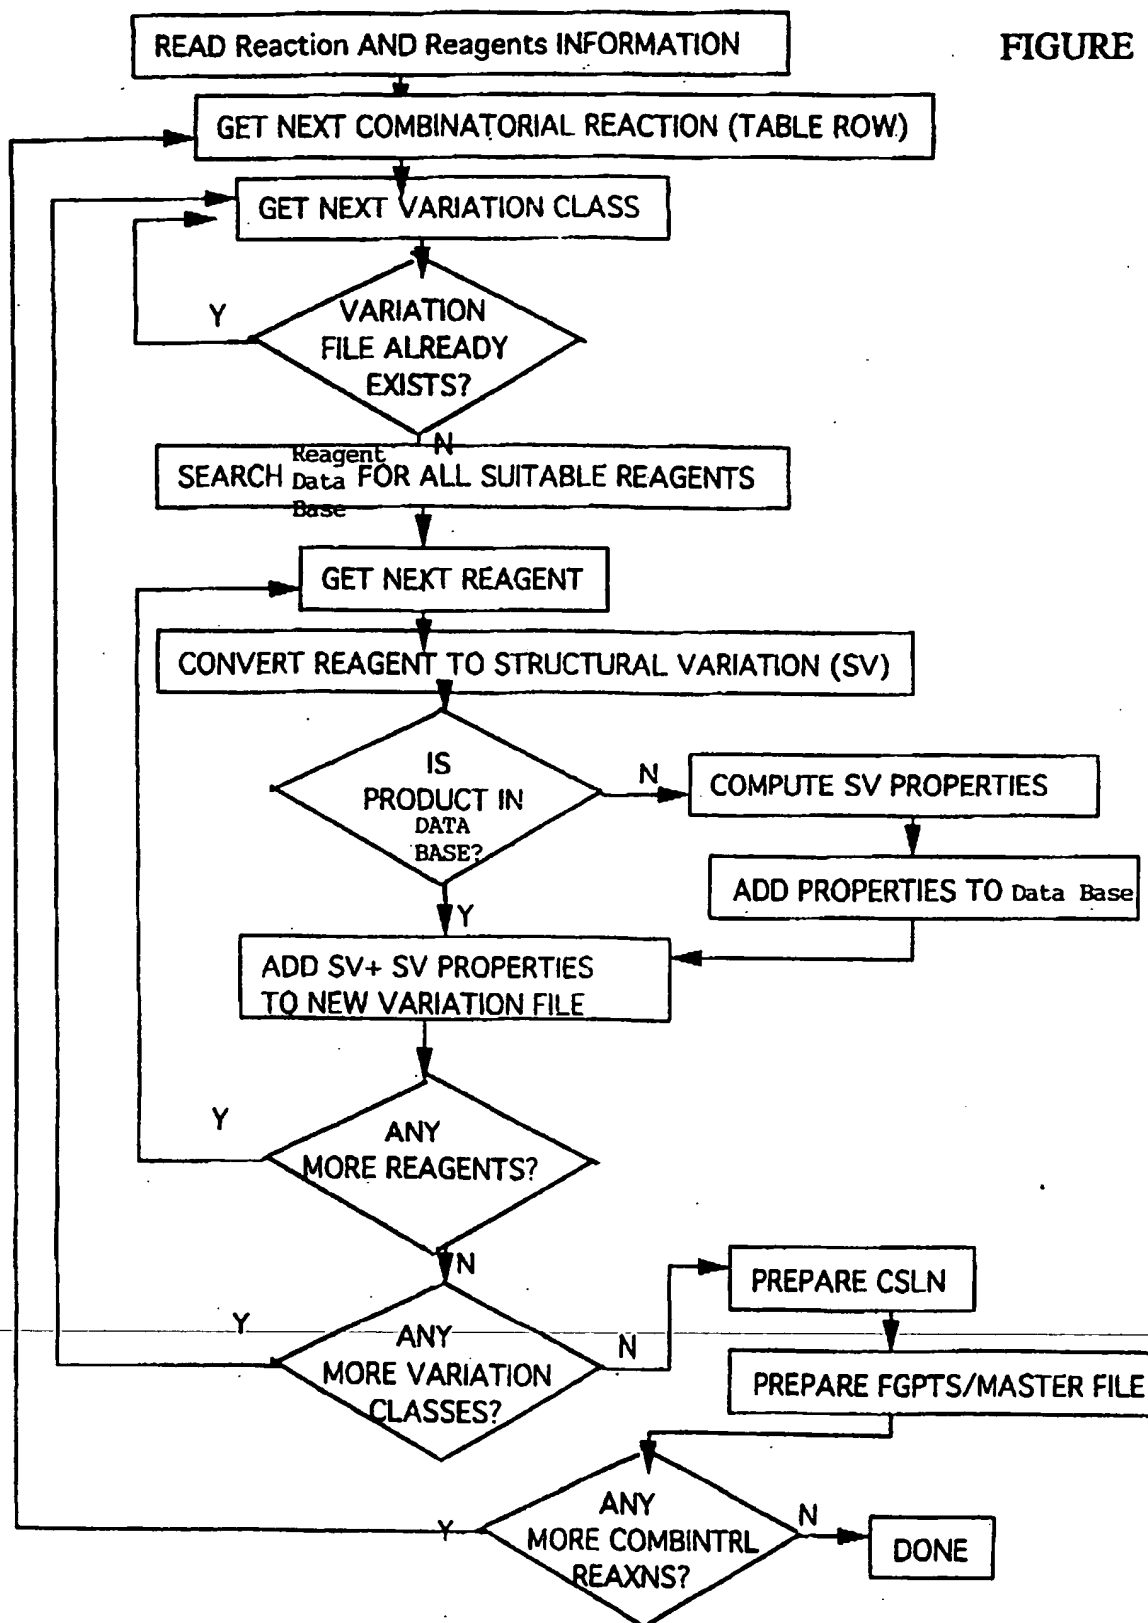 READ Reaction AND Reagents INFORMATION
FIGURE
GET NEXT COMBINATORIAL REACTION (TABLE ROW)
GET NEXT VARIATION CLASS
Y
VARIATION
FILE ALREADY
EXISTS?
N
SEARCH Reagent Data Base FOR ALL SUITABLE REAGENTS
GET NEXT REAGENT
CONVERT REAGENT TO STRUCTURAL VARIATION (SV)
IS
PRODUCT IN
DATA
BASE?
N
COMPUTE SV PROPERTIES
ADD PROPERTIES TO Data Base
Y
ADD SV+ SV PROPERTIES
TO NEW VARIATION FILE
Y
ANY
MORE REAGENTS?
N
PREPARE CSLN
Y
ANY
MORE VARIATION
CLASSES?
N
PREPARE FGPTS/MASTER FILE
Y
ANY
MORE COMBINTRL
REAXNS?
N
DONE